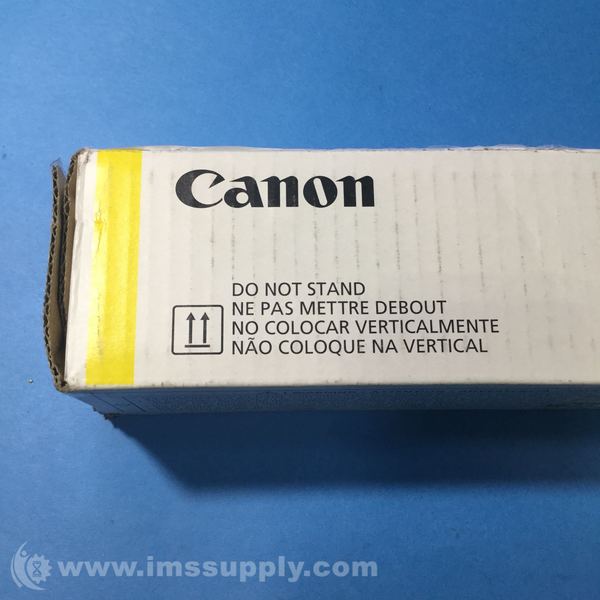 Canon
DO NOT STAND
NE PAS METTRE DEBOUT
NO COLOCAR VERTICALMENTE
NÃO COLOQUE NA VERTICAL
www.imssupply.com